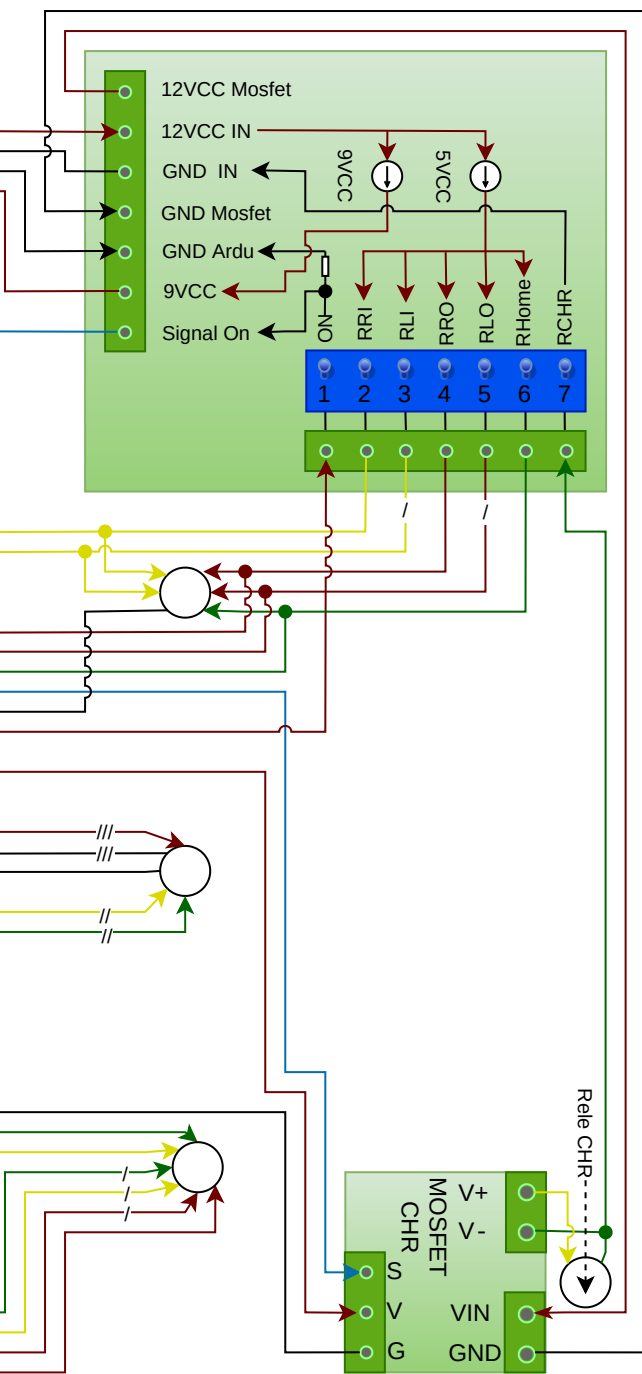 12VCC Mosfet
12VCC IN
GND IN
GND Mosfet
GND Ardu
9VCC
Signal On
9VCC
5VCC
ON
RRI
RLI
RRO
RLO
RHome
RCHR
1 2 3 4 5 6 7
Rele CHR
MOSFET
CHR
V+
V-
S
V
G
VIN
GND